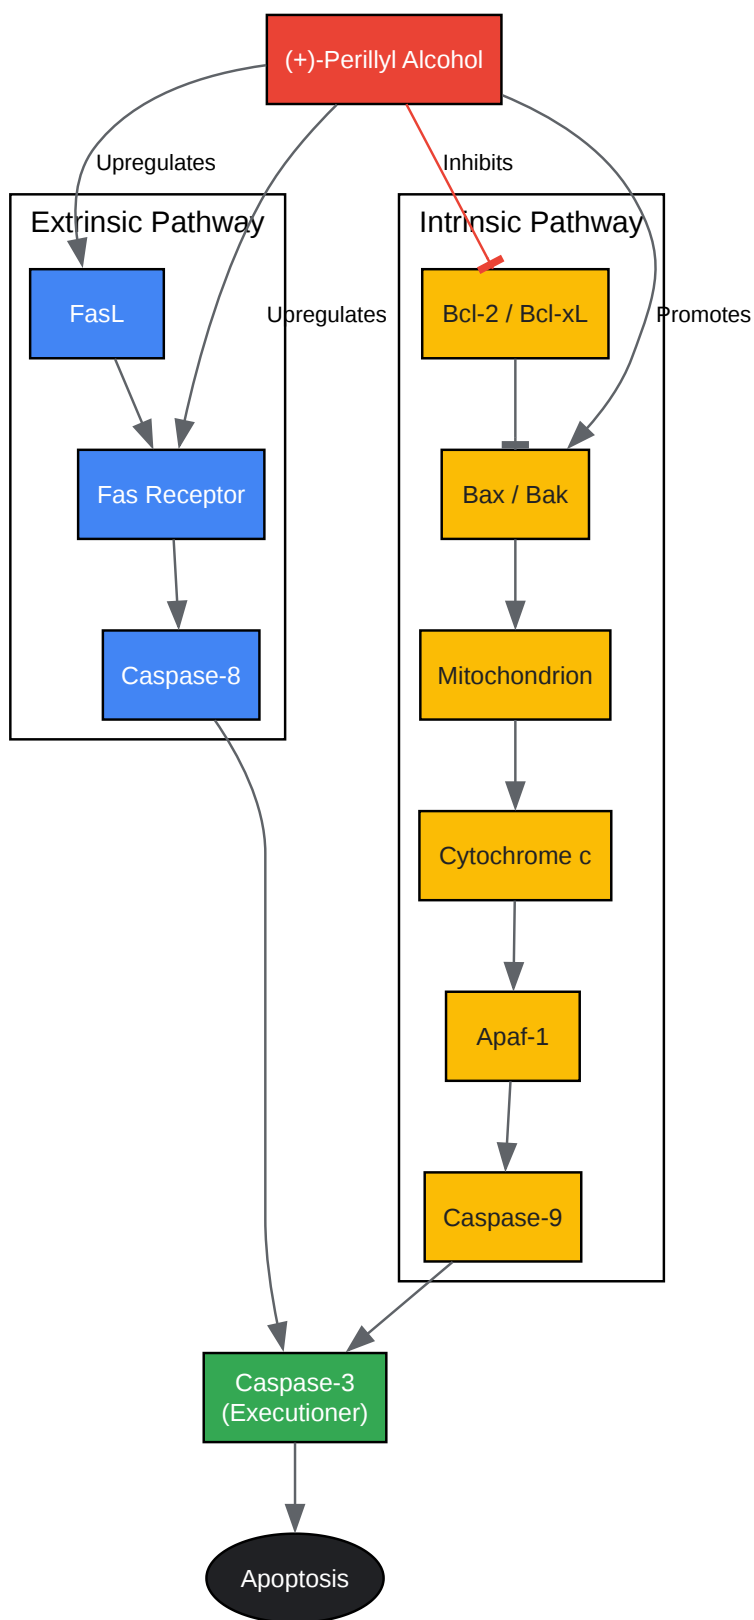 (+)-Perillyl Alcohol
Upregulates
Inhibits
Extrinsic Pathway
Intrinsic Pathway
FasL
Upregulates
Bcl-2 / Bcl-xL
Promotes
Fas Receptor
Bax / Bak
Caspase-8
Mitochondrion
Cytochrome c
Apaf-1
Caspase-9
Caspase-3
(Executioner)
Apoptosis